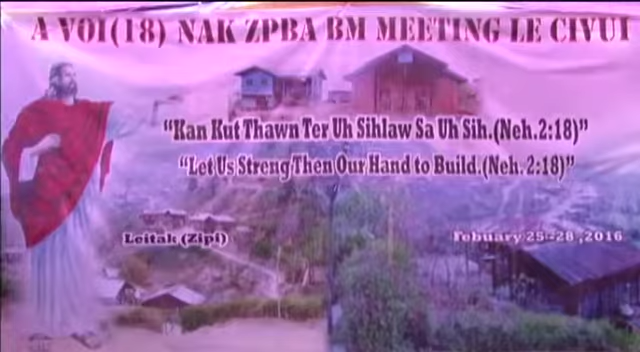 A VOI(18) NAK ZPBA BM MEETING LE CIVUI
“Kan Kut Thawn Ter Uh Sihlaw Sa Uh Sih.(Neh.2:18)”
“Let Us Streng Then Our Hand to Build.(Neh.2:18)”
Leitak (Zipi)
Febuary 25-28 ,2016